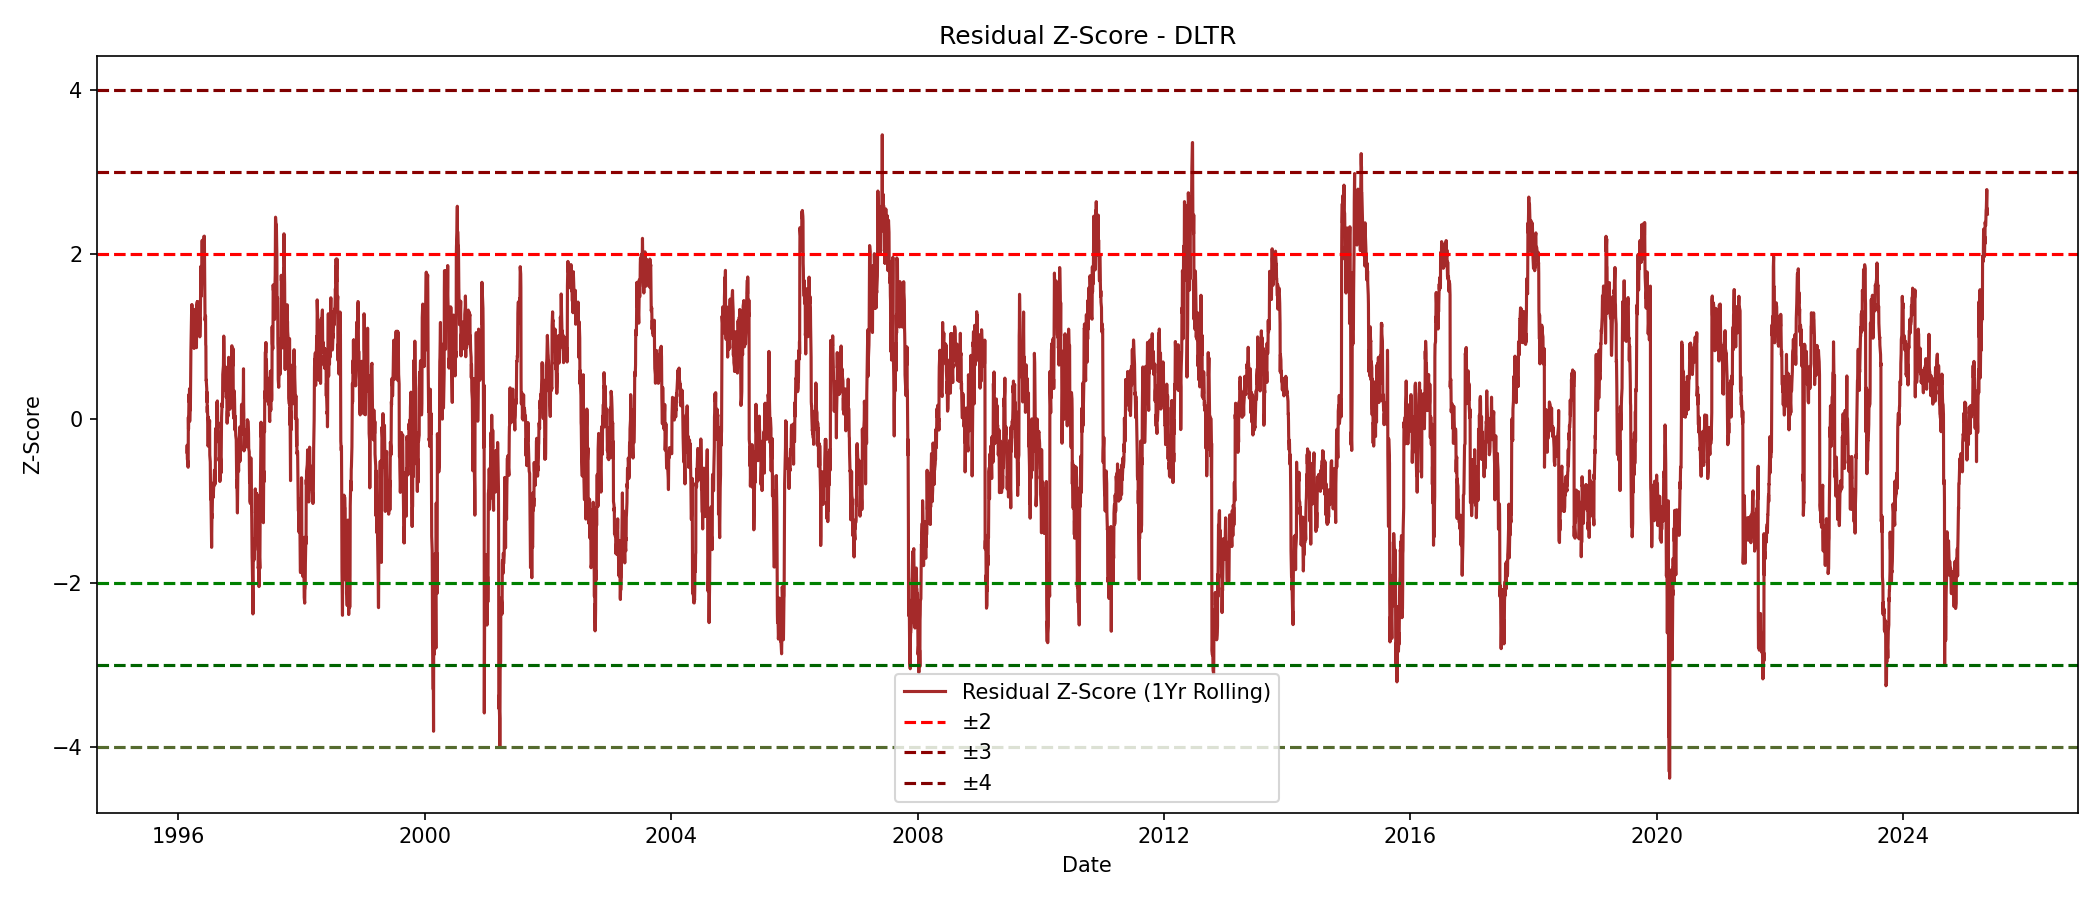 Residual Z-Score - DLTR
Z-Score
4
2
0
−2
−4
Residual Z-Score (1Yr Rolling)
±2
±3
±4
1996 2000 2004 2008 2012 2016 2020 2024
Date